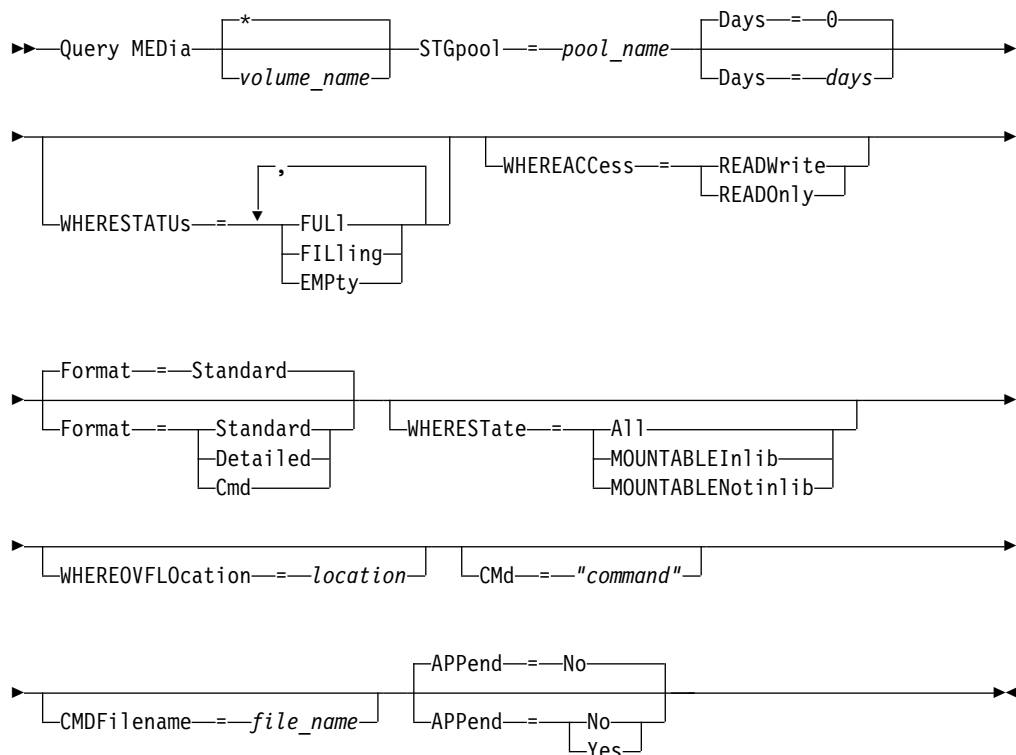 * Days = 0
Query MEDia STGpool = pool_name
volume_name Days = days
,
WHEREACCess = READWrite
READOnly
WHERESTATUs = FULl
FILling
EMPty
Format = Standard
Format = Standard WHERESTate = All
Detailed MOUNTABLEInlib
Cmd MOUNTABLENotinlib
WHEREOVFLOcation = location CMd = "command"
APPend = No
CMDFilename = file_name APPend = No
Yes